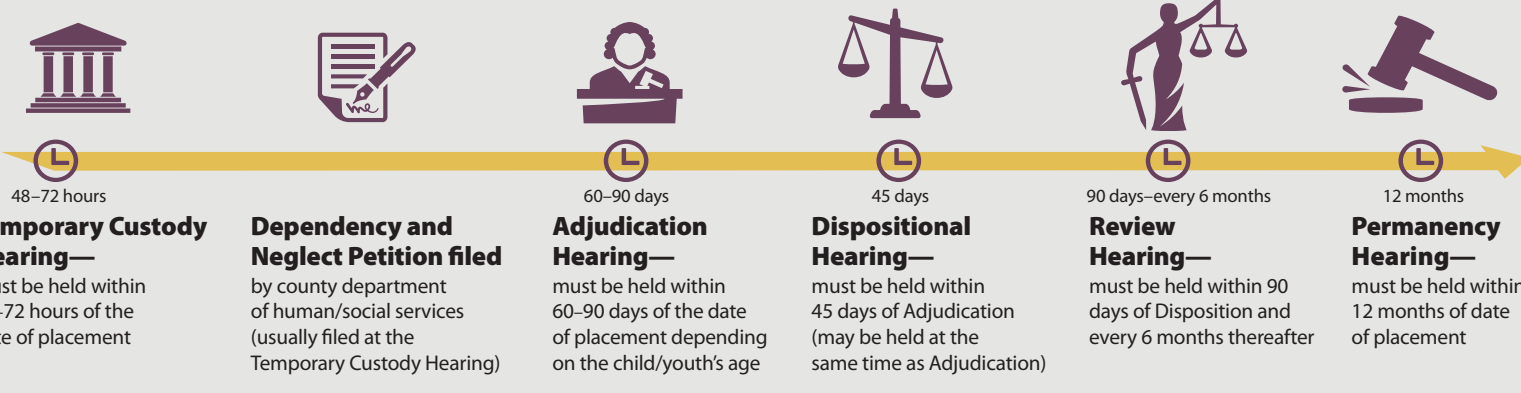 48–72 hours
mporary Custody
earing—
ust be held within
–72 hours of the
te of placement
Dependency and
Neglect Petition filed
by county department
of human/social services
(usually filed at the
Temporary Custody Hearing)
60–90 days
Adjudication
Hearing—
must be held within
60–90 days of the date
of placement depending
on the child/youth's age
45 days
Dispositional
Hearing—
must be held within
45 days of Adjudication
(may be held at the
same time as Adjudication)
90 days–every 6 months
Review
Hearing—
must be held within 90
days of Disposition and
every 6 months thereafter
12 months
Permanency
Hearing—
must be held within
12 months of date
of placement